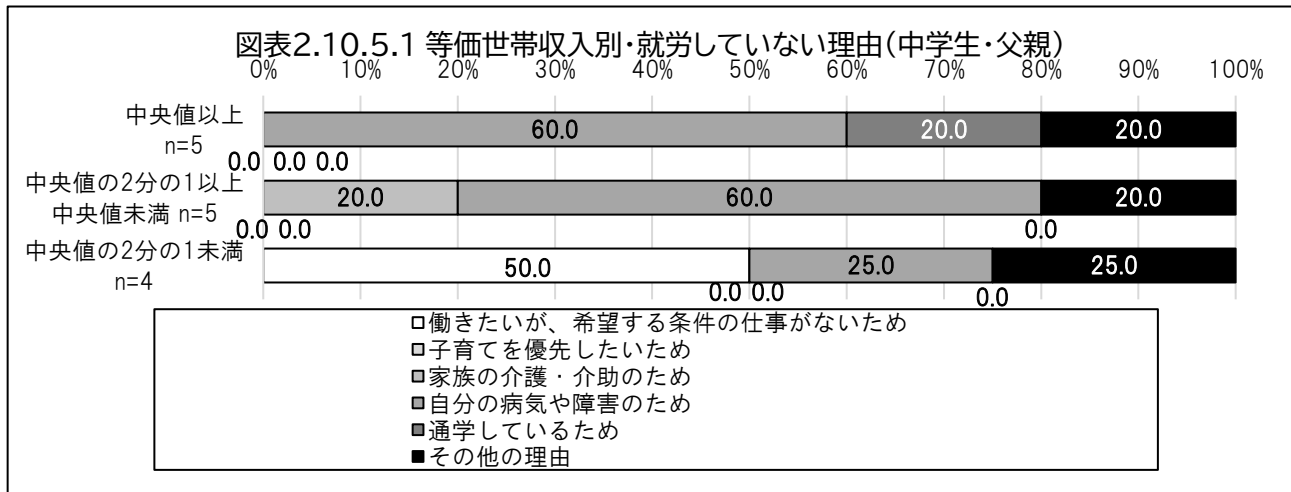 図表2.10.5.1 等価世帯収入別・就労していない理由(中学生・父親)
0% 10% 20% 30% 40% 50% 60% 70% 80% 90% 100%
中央値以上
n=5
60.0 20.0 20.0
0.0 0.0 0.0
中央値の2分の1以上
中央値未満 n=5
20.0 60.0 20.0
0.0 0.0 0.0
中央値の2分の1未満
n=4
50.0 25.0 25.0
0.0 0.0 0.0
□働きたいが、希望する条件の仕事がないため
□子育てを優先したいため
□家族の介護・介助のため
□自分の病気や障害のため
■通学しているため
■その他の理由